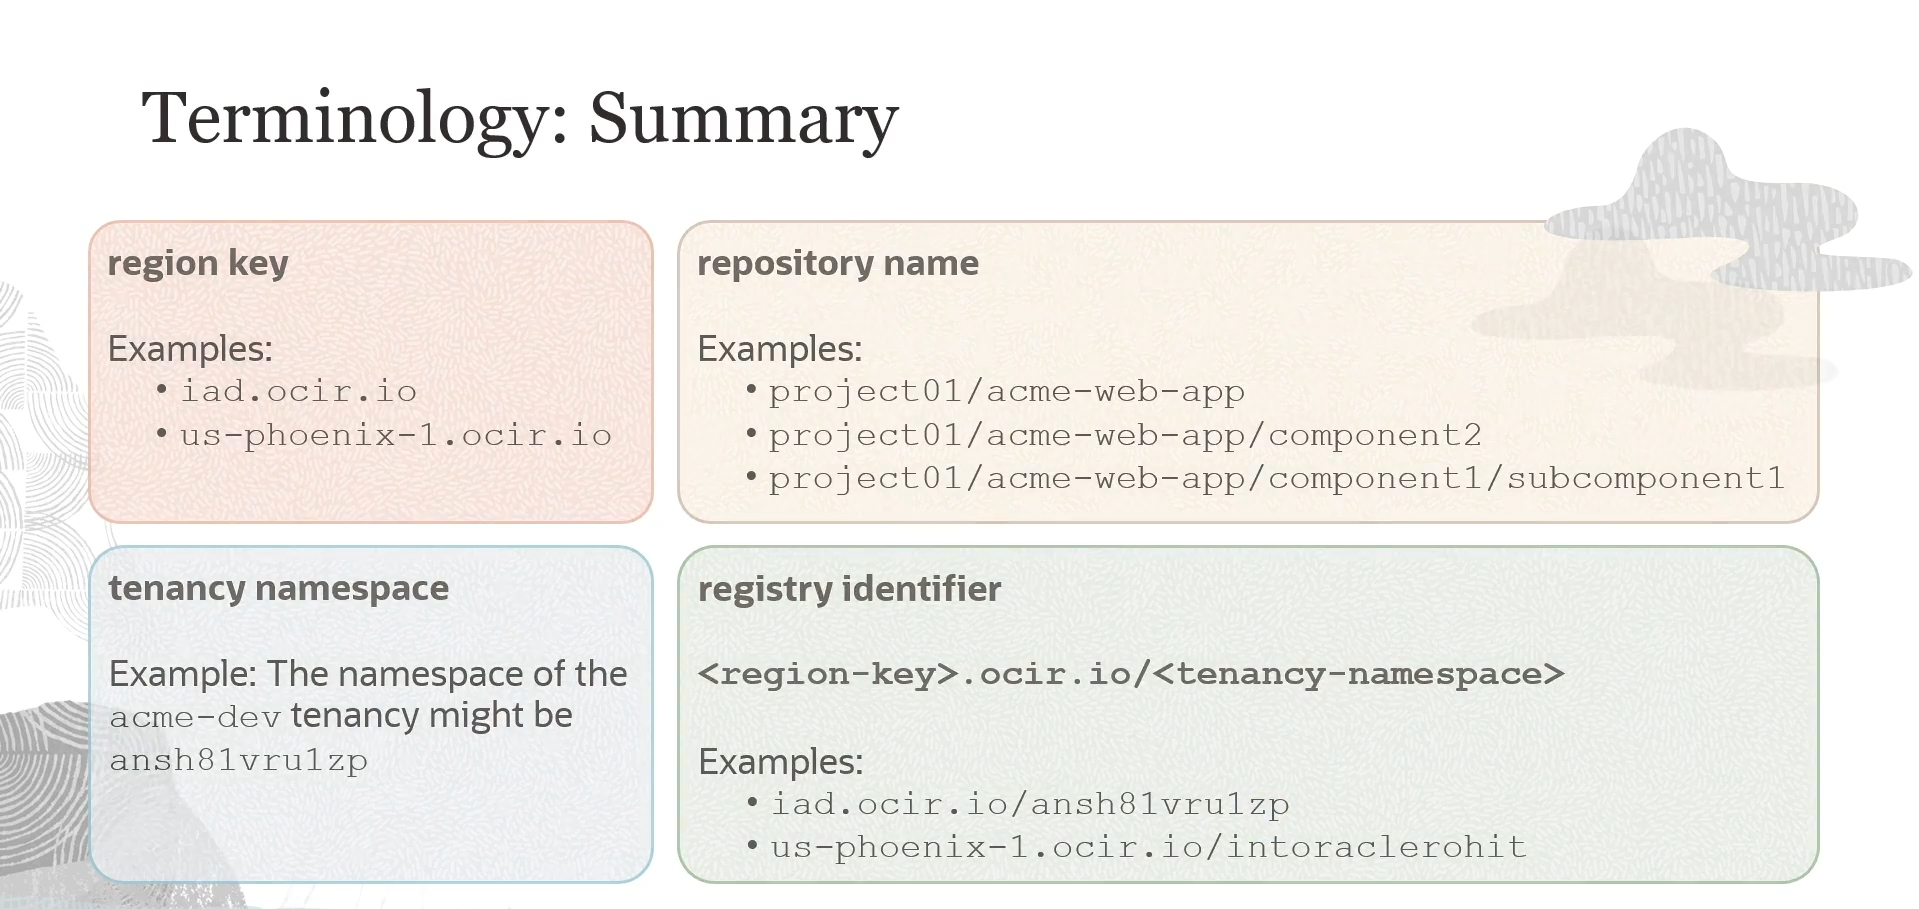 Terminology: Summary
region key
Examples:
• iad.ocir.io
• us-phoenix-1.ocir.io
repository name
Examples:
• project01/acme-web-app
• project01/acme-web-app/component2
• project01/acme-web-app/component1/subcomponent1
tenancy namespace
Example: The namespace of the
acme-dev tenancy might be
ansh81vru1zp
registry identifier
<region-key>.ocir.io/<tenancy-namespace>
Examples:
• iad.ocir.io/ansh81vru1zp
• us-phoenix-1.ocir.io/intoraclerohit